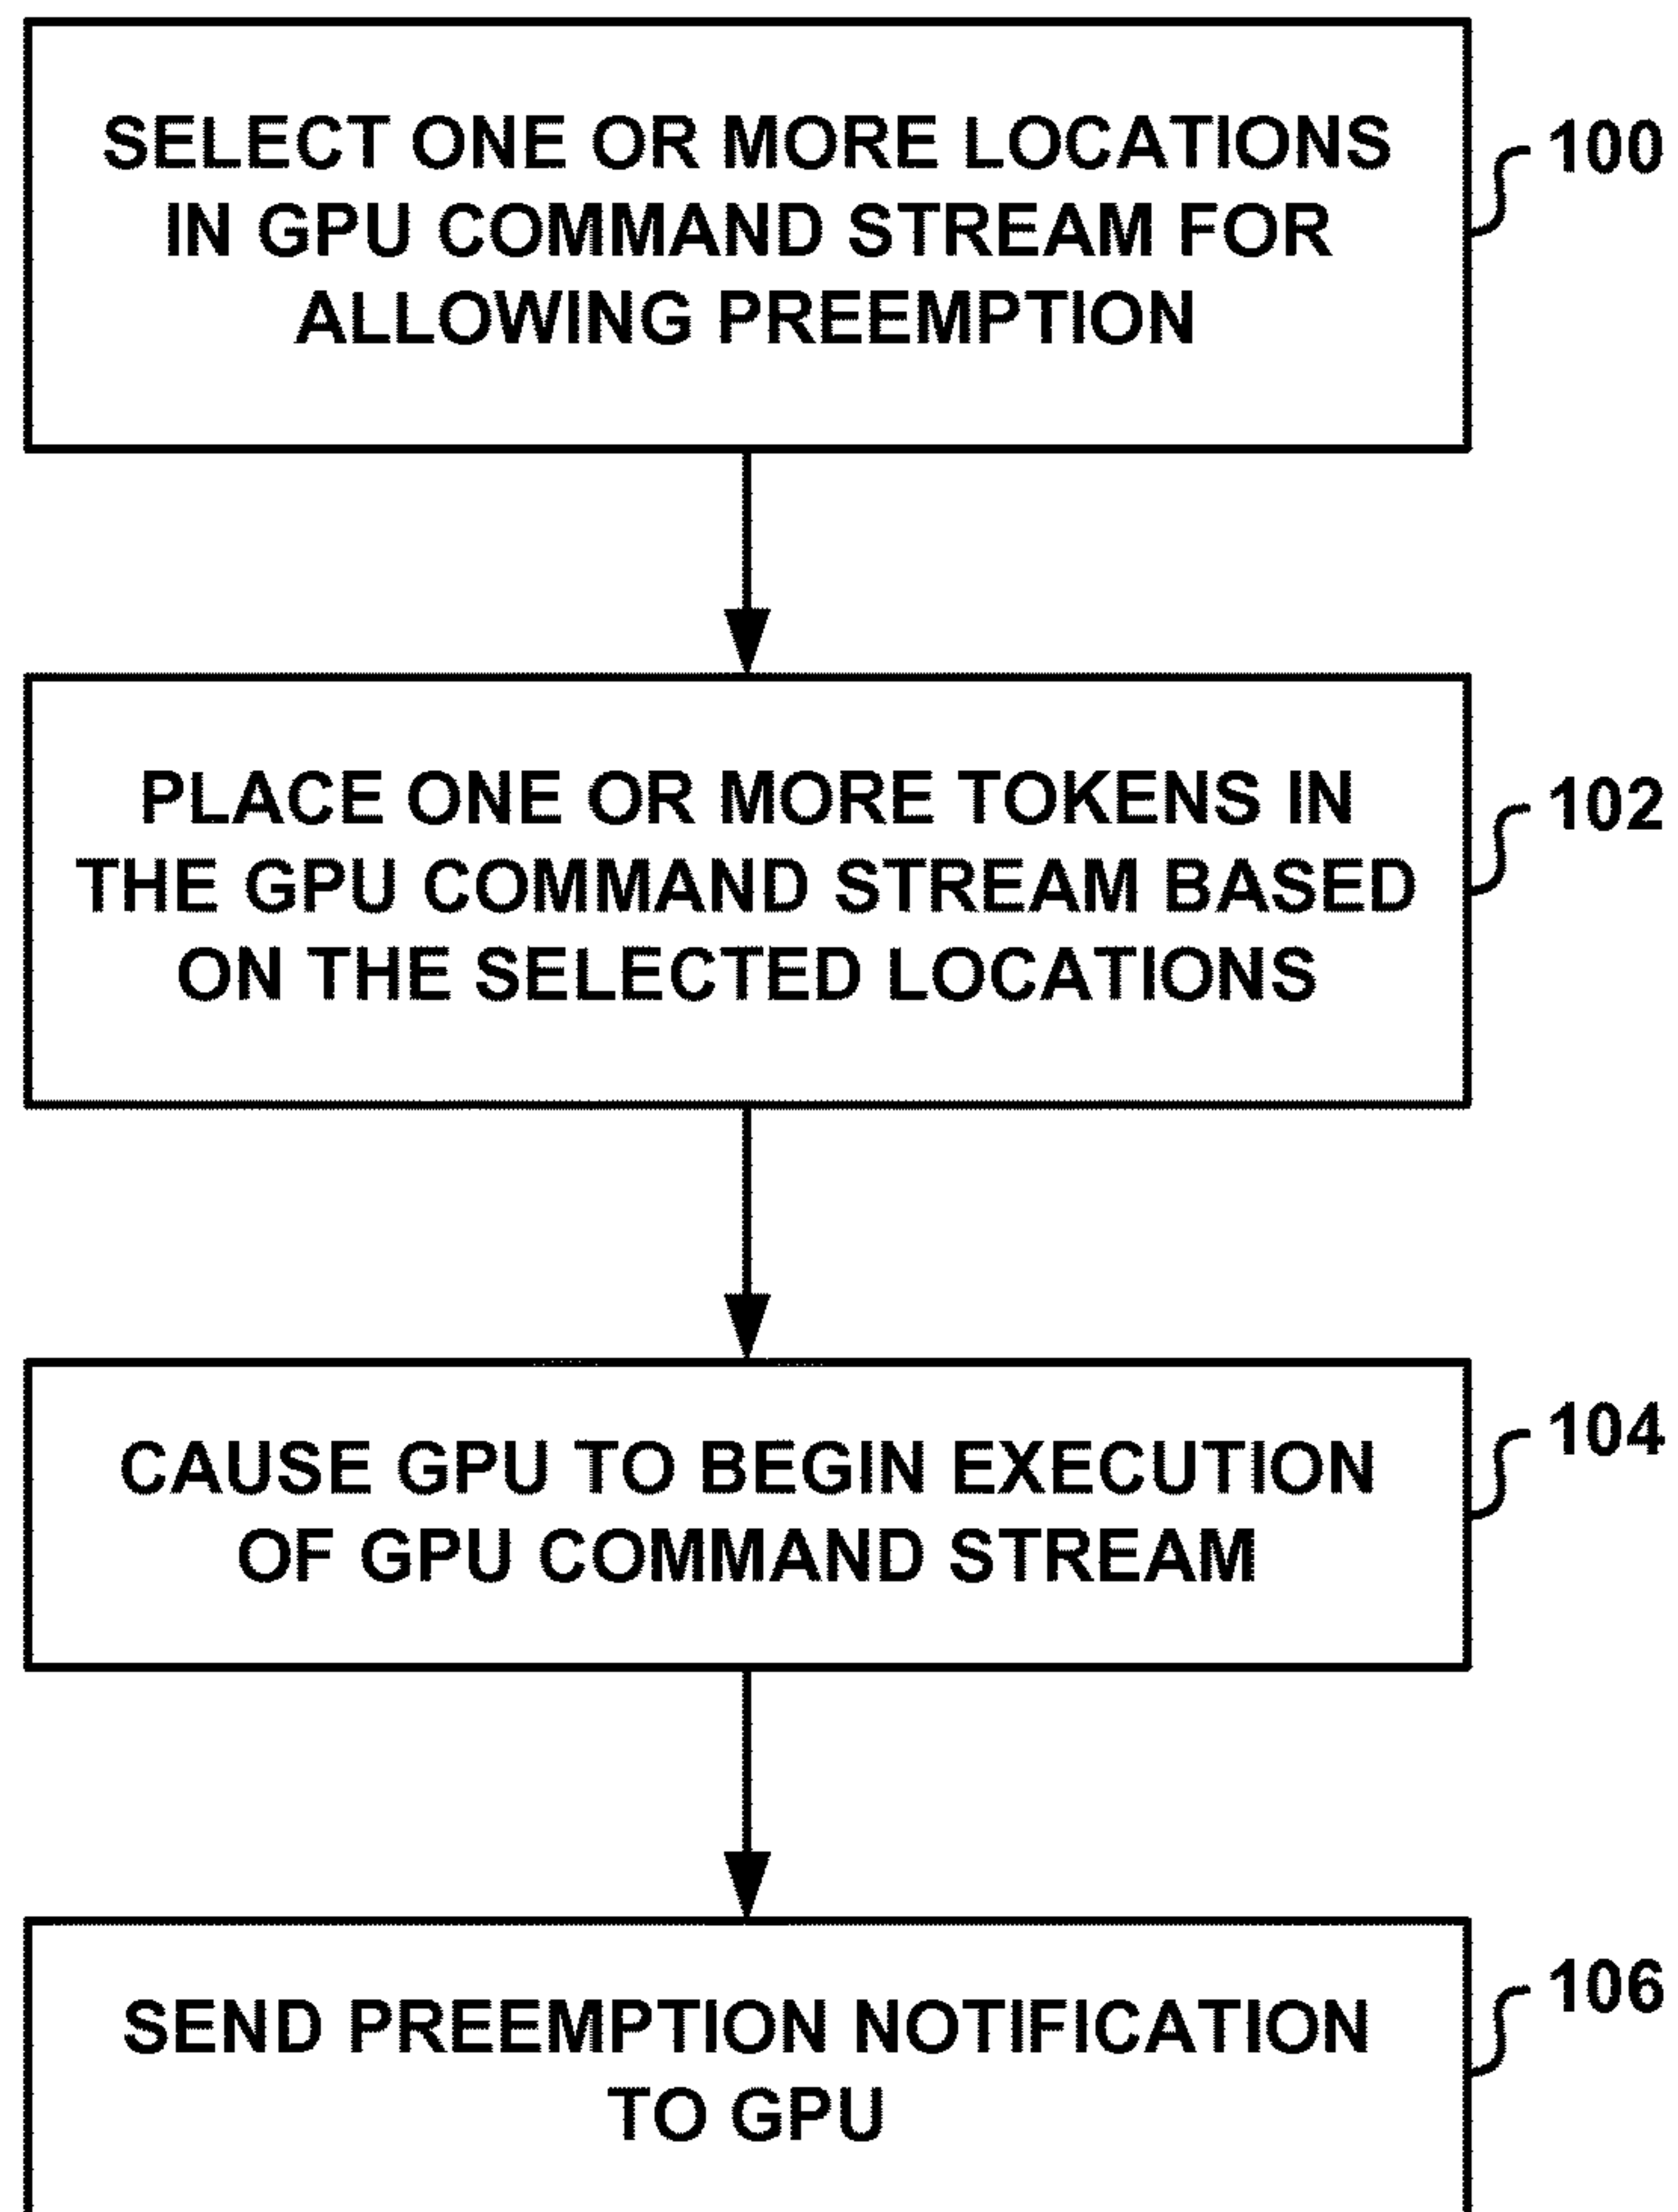 SELECT ONE OR MORE LOCATIONS
IN GPU COMMAND STREAM FOR
ALLOWING PREEMPTION
100
PLACE ONE OR MORE TOKENS IN
THE GPU COMMAND STREAM BASED
ON THE SELECTED LOCATIONS
102
CAUSE GPU TO BEGIN EXECUTION
OF GPU COMMAND STREAM
104
SEND PREEMPTION NOTIFICATION
TO GPU
106